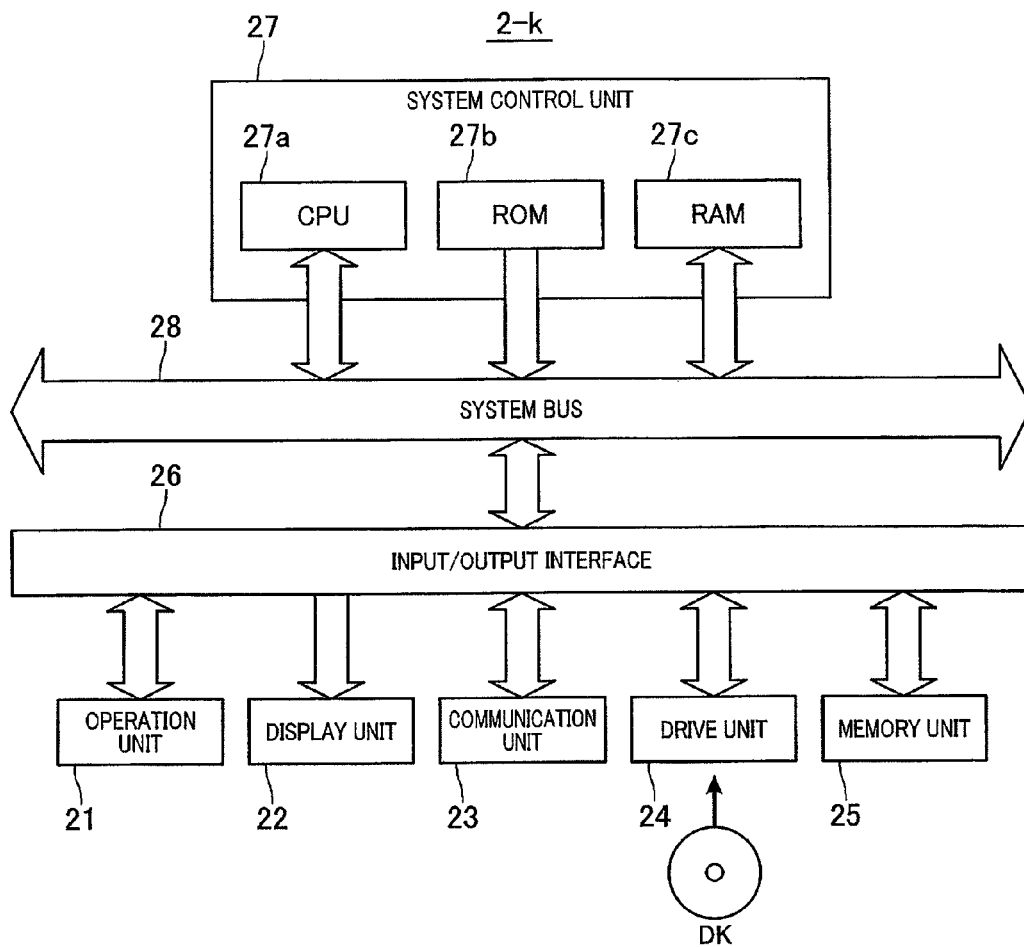 2-k
27
SYSTEM CONTROL UNIT
27a
27b
27c
CPU
ROM
RAM
28
SYSTEM BUS
26
INPUT/OUTPUT INTERFACE
OPERATION
UNIT
DISPLAY UNIT
COMMUNICATION
UNIT
DRIVE UNIT
MEMORY UNIT
21
22
23
24
25
DK